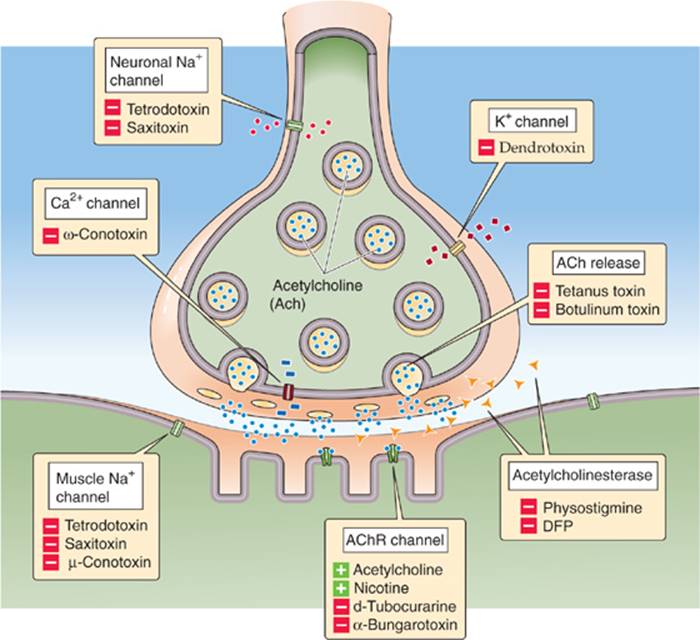 Neuronal Na⁺
channel
Tetrodotoxin
Saxitoxin
K⁺ channel
Dendrotoxin
Ca²⁺ channel
ω-Conotoxin
Acetylcholine
(Ach)
ACh release
Tetanus toxin
Botulinum toxin
Muscle Na⁺
channel
Tetrodotoxin
Saxitoxin
μ-Conotoxin
AChR channel
Acetylcholine
Nicotine
d-Tubocurarine
α-Bungarotoxin
Acetylcholinesterase
Physostigmine
DFP